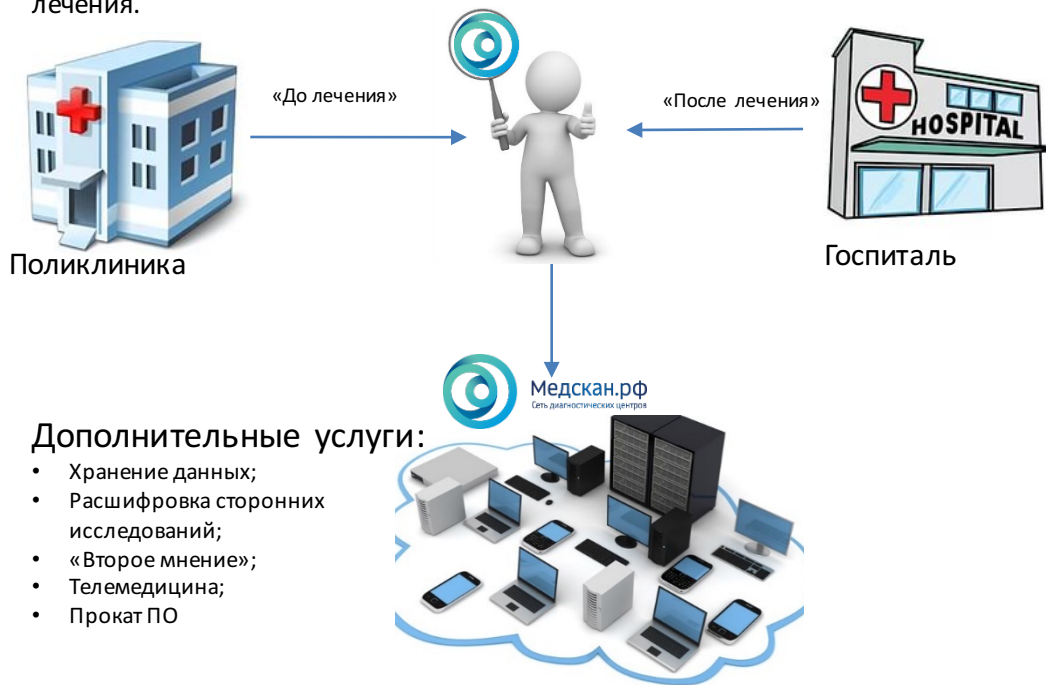 лечения.
«До лечения»
«После лечения»
HOSPITAL
Поликлиника
Госпиталь
Медскан.рф
Сеть диагностических центров
Дополнительные услуги:
• Хранение данных;
• Расшифровка сторонних
исследований;
• «Второе мнение»;
• Телемедицина;
• Прокат ПО